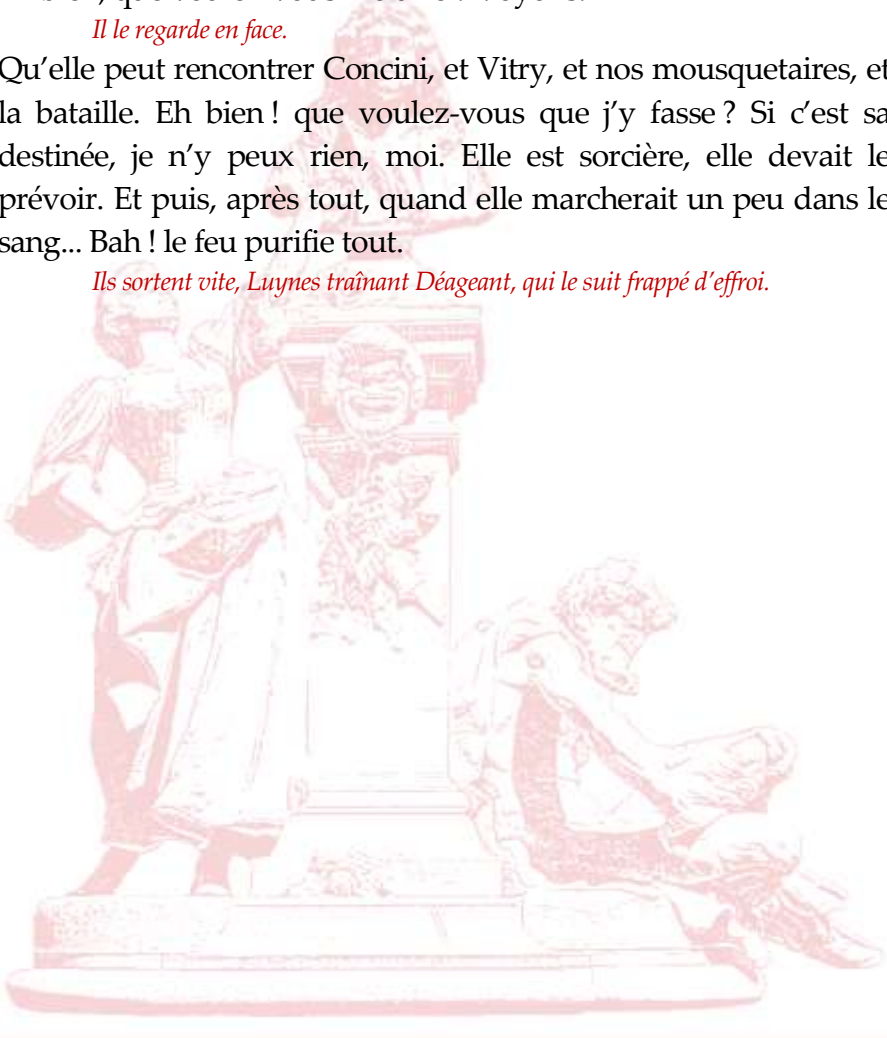 Il le regarde en face.
Qu’elle peut rencontrer Concini, et Vitry, et nos mousquetaires, et
la bataille. Eh bien ! que voulez-vous que j’y fasse ? Si c’est sa
destinée, je n’y peux rien, moi. Elle est sorcière, elle devait le
prévoir. Et puis, après tout, quand elle marcherait un peu dans le
sang... Bah ! le feu purifie tout.
Ils sortent vite, Luynes traînant Déageant, qui le suit frappé d’effroi.